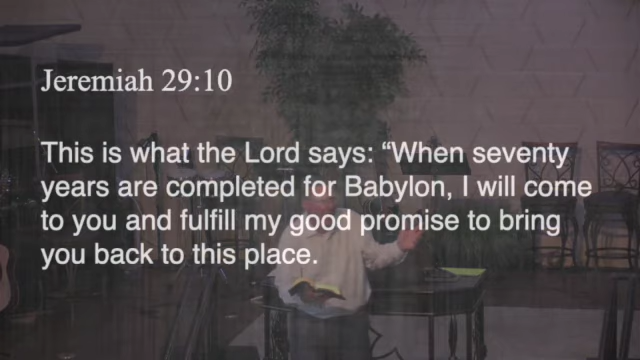 Jeremiah 29:10
This is what the Lord says: “When seventy
years are completed for Babylon, I will come
to you and fulfill my good promise to bring
you back to this place.